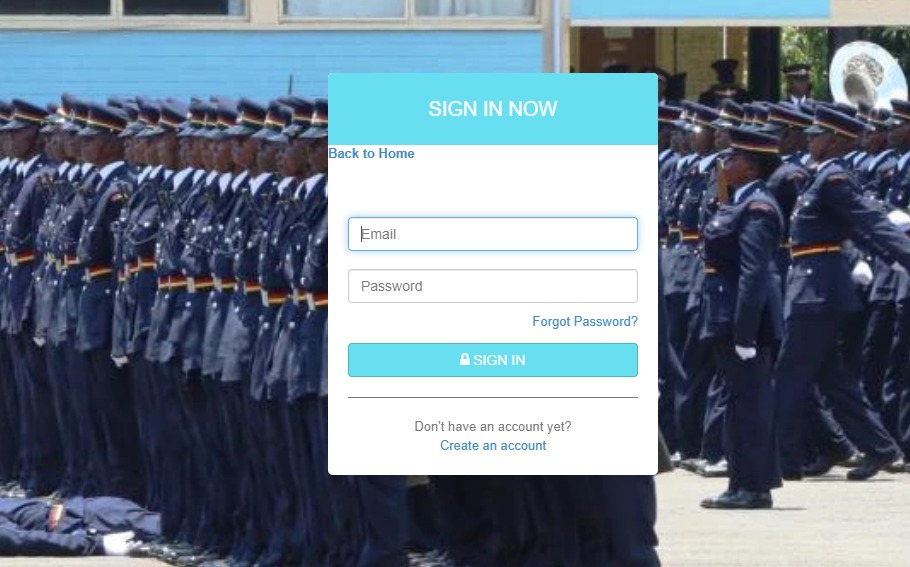 SIGN IN NOW
Back to Home
Email
Password
Forgot Password?
SIGN IN
Don't have an account yet?
Create an account